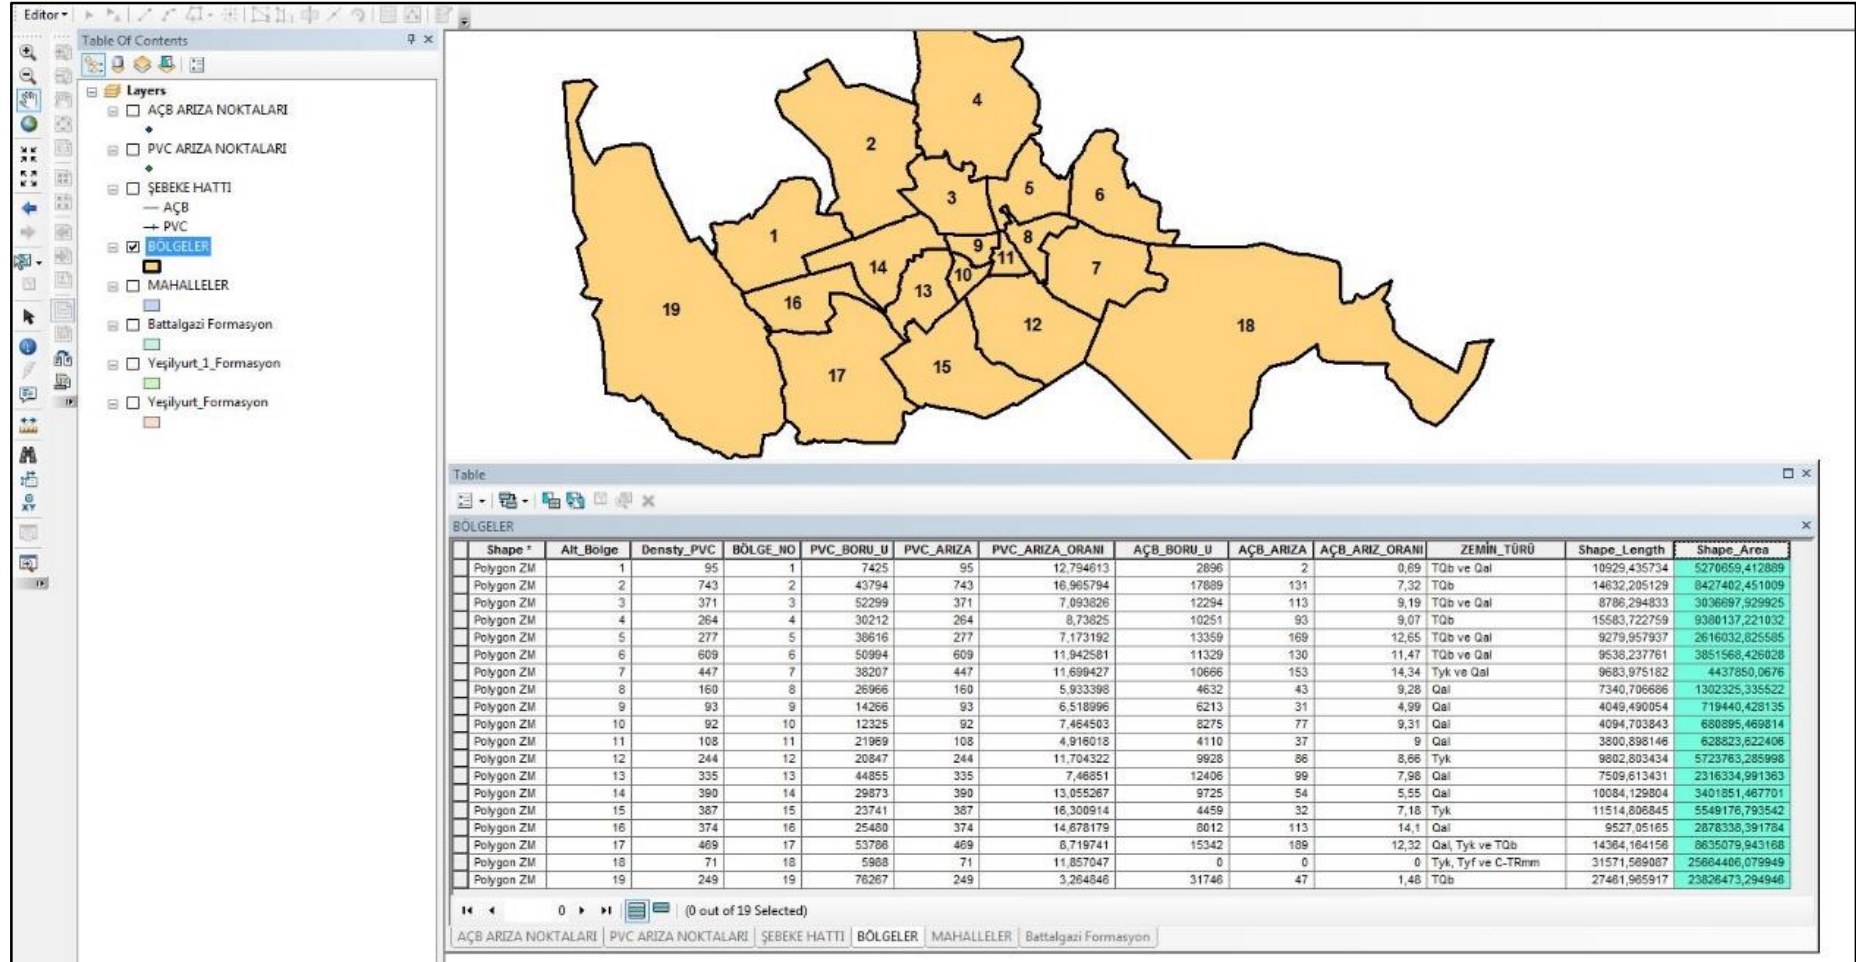 Editor
Table Of Contents
Layers
AÇB ARIZA NOKTALARI
PVC ARIZA NOKTALARI
ŞEBEKE HATTI
AÇB
PVC
BÖLGELER
MAHALLELER
Battalgazi Formasyon
Yeşilyurt_1_Formasyon
Yeşilyurt_Formasyon
XY
4
2
5
3
6
1
9 8
11
14 10 7
13
16
19 12 18
15
17
Table
BÖLGELER
Shape * Alt_Bolge Densty_PVC BÖLGE_NO PVC_BORU_U PVC_ARIZA PVC_ARIZA_ORANI AÇB_BORU_U AÇB_ARIZA AÇB_ARIZ_ORANI ZEMİN_TÜRÜ Shape_Length Shape_Area
Polygon ZM 1 95 1 7425 95 12,794613 2896 2 0,69 TQb ve Qal 10929,435734 5270659,412889
Polygon ZM 2 743 2 43794 743 16,965794 17889 131 7,32 TQb 14632,205129 8427402,451009
Polygon ZM 3 371 3 52299 371 7,093826 12294 113 9,19 TQb ve Qal 8786,294833 3036697,929925
Polygon ZM 4 264 4 30212 264 8,73825 10251 93 9,07 TQb 15583,722759 9380137,221032
Polygon ZM 5 277 5 38616 277 7,173192 13359 169 12,65 TQb ve Qal 9279,957937 2616032,825585
Polygon ZM 6 609 6 50994 609 11,942581 11329 130 11,47 TQb ve Qal 9538,237761 3851568,426028
Polygon ZM 7 447 7 38207 447 11,699427 10666 153 14,34 Tyk ve Qal 9683,975182 4437850,0676
Polygon ZM 8 160 8 26966 160 5,933398 4632 43 9,28 Qal 7340,706686 1302325,335522
Polygon ZM 9 93 9 14266 93 6,518996 6213 31 4,99 Qal 4049,490054 719440,428135
Polygon ZM 10 92 10 12325 92 7,464503 8275 77 9,31 Qal 4094,703843 680895,469814
Polygon ZM 11 108 11 21969 108 4,916018 4110 37 9 Qal 3800,898146 628823,622406
Polygon ZM 12 244 12 20847 244 11,704322 9928 86 8,66 Tyk 9802,803434 5723763,285998
Polygon ZM 13 335 13 44855 335 7,46851 12406 99 7,98 Qal 7509,613431 2316334,991363
Polygon ZM 14 390 14 29873 390 13,055267 9725 54 5,55 Qal 10084,129804 3401851,467701
Polygon ZM 15 387 15 23741 387 16,300914 4459 32 7,18 Tyk 11514,806845 5549176,793542
Polygon ZM 16 374 16 25480 374 14,678179 8012 113 14,1 Qal 9527,05165 2878338,391784
Polygon ZM 17 469 17 53786 469 8,719741 15342 189 12,32 Qal, Tyk ve TQb 14364,164156 8635079,943168
Polygon ZM 18 71 18 5988 71 11,857047 0 0 0 Tyk, Tyf ve C-TRmm 31571,569087 25664406,079949
Polygon ZM 19 249 19 76267 249 3,264846 31746 47 1,48 TQb 27461,965917 23826473,294946
0 (0 out of 19 Selected)
AÇB ARIZA NOKTALARI PVC ARIZA NOKTALARI ŞEBEKE HATTI BÖLGELER MAHALLELER Battalgazi Formasyon